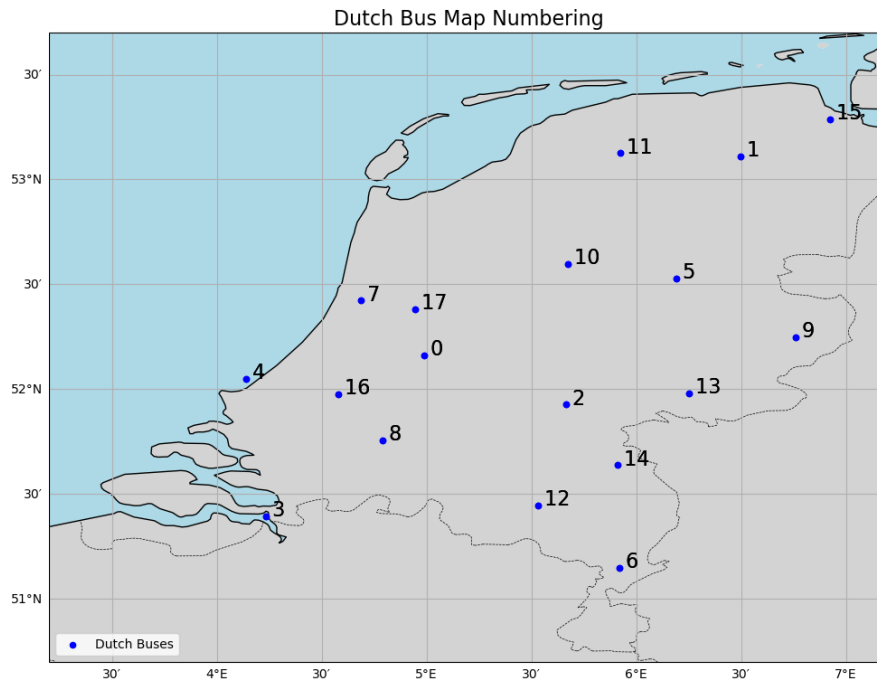 Dutch Bus Map Numbering
30′
15
11
1
53°N
10
5
30′
7
17
9
0
4
52°N
16
13
2
8
14
30′
12
3
6
51°N
Dutch Buses
30′
4°E
30′
5°E
30′
6°E
30′
7°E